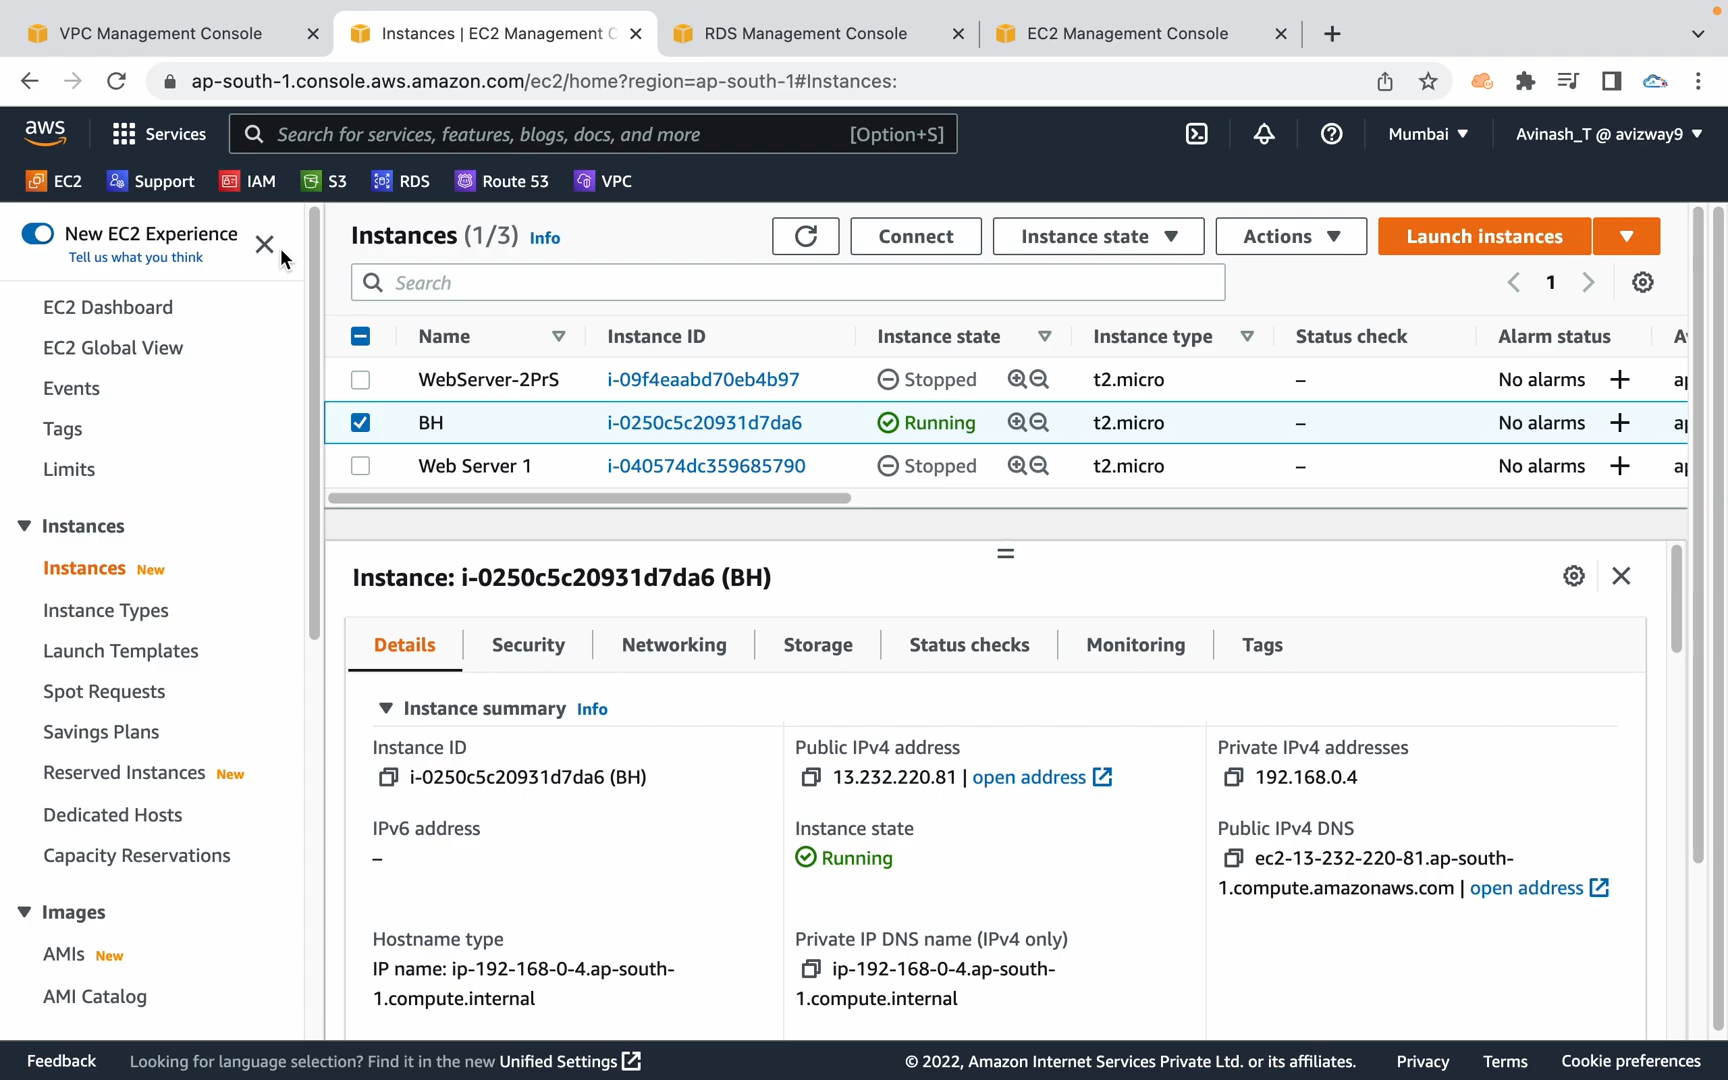 VPC Management Console
Instances | EC2 Management C
RDS Management Console
EC2 Management Console
ap-south-1.console.aws.amazon.com/ec2/home?region=ap-south-1#Instances:
aws
Services
Search for services, features, blogs, docs, and more
[Option+S]
Mumbai
Avinash_T @ avizway9
EC2
Support
IAM
S3
RDS
Route 53
VPC
New EC2 Experience
Tell us what you think
EC2 Dashboard
EC2 Global View
Events
Tags
Limits
Instances
Instances New
Instance Types
Launch Templates
Spot Requests
Savings Plans
Reserved Instances New
Dedicated Hosts
Capacity Reservations
Images
AMIs New
AMI Catalog
Instances (1/3) Info
Connect
Instance state
Actions
Launch instances
Search
1
Name Instance ID Instance state Instance type Status check Alarm status
WebServer-2PrS i-09f4eaabd70eb4b97 Stopped t2.micro – No alarms +
BH i-0250c5c20931d7da6 Running t2.micro – No alarms +
Web Server 1 i-040574dc359685790 Stopped t2.micro – No alarms +
Instance: i-0250c5c20931d7da6 (BH)
Details Security Networking Storage Status checks Monitoring Tags
Instance summary Info
Instance ID
i-0250c5c20931d7da6 (BH)
Public IPv4 address
13.232.220.81 | open address
Private IPv4 addresses
192.168.0.4
IPv6 address
–
Instance state
Running
Public IPv4 DNS
ec2-13-232-220-81.ap-south-
1.compute.amazonaws.com | open address
Hostname type
IP name: ip-192-168-0-4.ap-south-
1.compute.internal
Private IP DNS name (IPv4 only)
ip-192-168-0-4.ap-south-
1.compute.internal
Feedback
Looking for language selection? Find it in the new Unified Settings
© 2022, Amazon Internet Services Private Ltd. or its affiliates.
Privacy
Terms
Cookie preferences